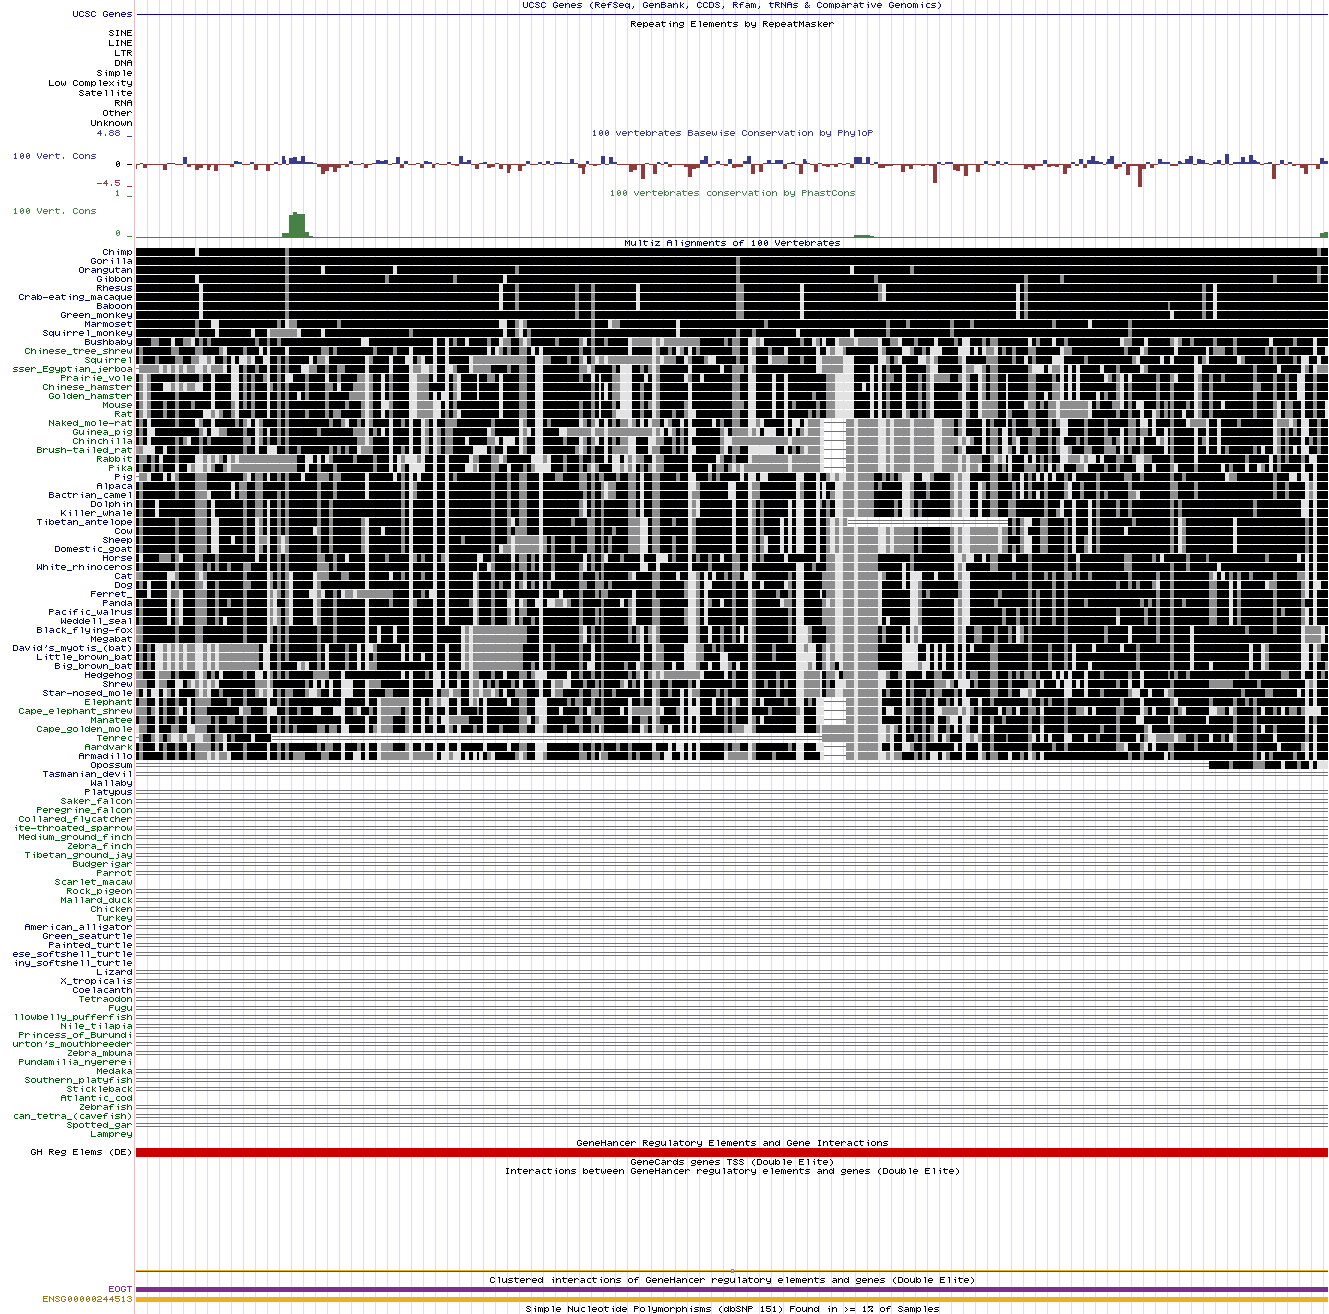 UCSC Genes (RefSeq, GenBank, CCDS, Rfam, tRNAs & Comparative Genomics)
UCSC Genes
Repeating Elements by RepeatMasker
SINE
LINE
LTR
DNA
Simple
Low Complexity
Satellite
RNA
Other
Unknown
4.88 _
100 vertebrates Basewise Conservation by PhyloP
100 Vert. Cons
0 _
-4.5 _
1 _
100 vertebrates conservation by PhastCons
100 Vert. Cons
0 _
Multiz Alignments of 100 Vertebrates
Chimp
Gorilla
Orangutan
Gibbon
Rhesus
Crab-eating_macaque
Baboon
Green_monkey
Marmoset
Squirrel_monkey
Bushbaby
Chinese_tree_shrew
Squirrel
sser_Egyptian_jerboa
Prairie_vole
Chinese_hamster
Golden_hamster
Mouse
Rat
Naked_mole-rat
Guinea_pig
Chinchilla
Brush-tailed_rat
Rabbit
Pika
Pig
Alpaca
Bactrian_camel
Dolphin
Killer_whale
Tibetan_antelope
Cow
Sheep
Domestic_goat
Horse
White_rhinoceros
Cat
Dog
Ferret_
Panda
Pacific_walrus
Weddell_seal
Black_flying-fox
Megabat
David's_myotis_(bat)
Little_brown_bat
Big_brown_bat
Hedgehog
Shrew
Star-nosed_mole
Elephant
Cape_elephant_shrew
Manatee
Cape_golden_mole
Tenrec
Aardvark
Armadillo
Opossum
Tasmanian_devil
Wallaby
Platypus
Saker_falcon
Peregrine_falcon
Collared_flycatcher
ite-throated_sparrow
Medium_ground_finch
Zebra_finch
Tibetan_ground_jay
Budgerigar
Parrot
Scarlet_macaw
Rock_pigeon
Mallard_duck
Chicken
Turkey
American_alligator
Green_seaturtle
Painted_turtle
ese_softshell_turtle
iny_softshell_turtle
Lizard
X_tropicalis
Coelacanth
Tetraodon
Fugu
llowbelly_pufferfish
Nile_tilapia
Princess_of_Burundi
urton's_mouthbreeder
Zebra_mbuna
Pundamilia_nyererei
Medaka
Southern_platyfish
Stickleback
Atlantic_cod
Zebrafish
can_tetra_(cavefish)
Spotted_gar
Lamprey
GeneHancer Regulatory Elements and Gene Interactions
GH Reg Elems (DE)
GeneCards genes TSS (Double Elite)
Interactions between GeneHancer regulatory elements and genes (Double Elite)
Clustered interactions of GeneHancer regulatory elements and genes (Double Elite)
EOGT
ENSG00000244513
Simple Nucleotide Polymorphisms (dbSNP 151) Found in >= 1% of Samples